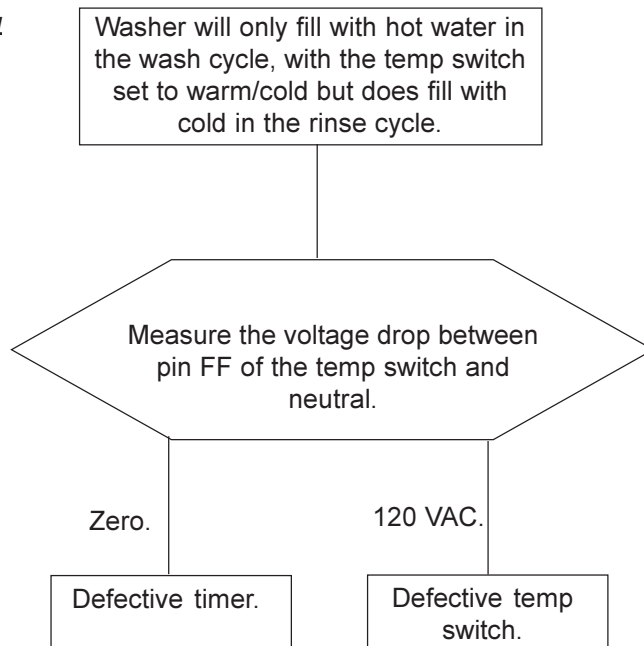 Washer will only fill with hot water in
the wash cycle, with the temp switch
set to warm/cold but does fill with
cold in the rinse cycle.
Measure the voltage drop between
pin FF of the temp switch and
neutral.
Zero.
120 VAC.
Defective timer.
Defective temp
switch.